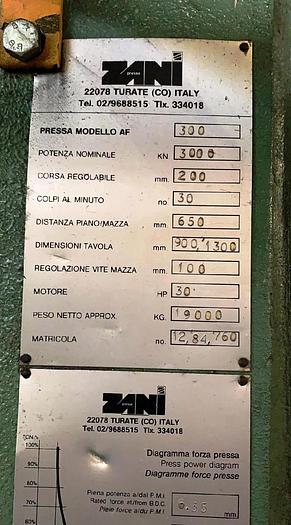 ZANI
pressa
22078 TURATE (CO) ITALY
Tel. 02/9688515 Tlx. 334018
PRESSA MODELLO AF 300
POTENZA NOMINALE KN 3000
CORSA REGOLABILE mm. 200
COLPI AL MINUTO no. 30
DISTANZA PIANO/MAZZA mm. 650
DIMENSIONI TAVOLA mm. 900, 1300
REGOLAZIONE VITE MAZZA mm. 100
MOTORE HP 30
PESO NETTO APPROX. KG. 19000
MATRICOLA no. 12,84,760
ZANI
pressa
22078 TURATE (CO) ITALY
Tel. 02/9688515 Tlx. 334018
TON.%
100%
90%
80%
70%
60%
Diagramma forza pressa
Press power diagram
Diagramme force presse
Piena potenza a/dal P.M.I.
Rated force at/from B.D.C.
Pleie force a/du P.M.I.
6.35 mm.